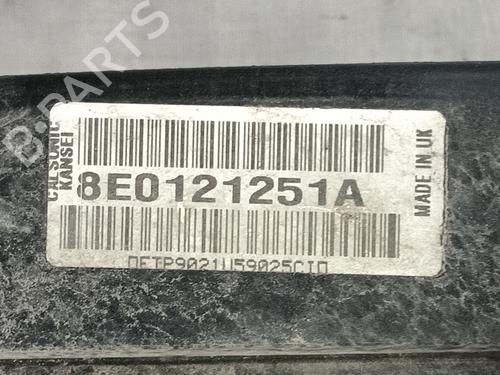 B-PARTS
CALSONIC
KANSEI
8E0121251A
MADE IN UK